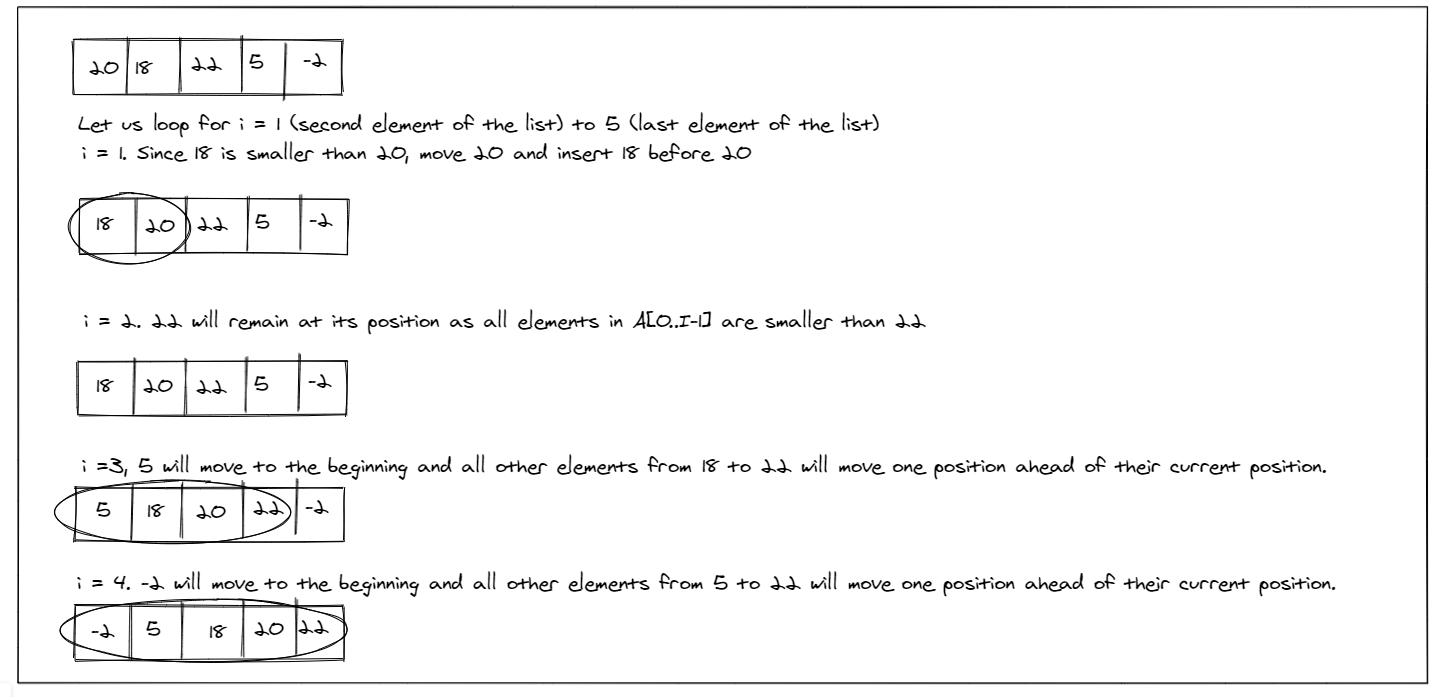 20 18 22 5 -2
Let us loop for i = 1 (second element of the list) to 5 (last element of the list)
i = 1. Since 18 is smaller than 20, move 20 and insert 18 before 20
18 20 22 5 -2
i = 2. 22 will remain at its position as all elements in A[0..I-1] are smaller than 22
18 20 22 5 -2
i =3, 5 will move to the beginning and all other elements from 18 to 22 will move one position ahead of their current position.
5 18 20 22 -2
i = 4. -2 will move to the beginning and all other elements from 5 to 22 will move one position ahead of their current position.
-2 5 18 20 22